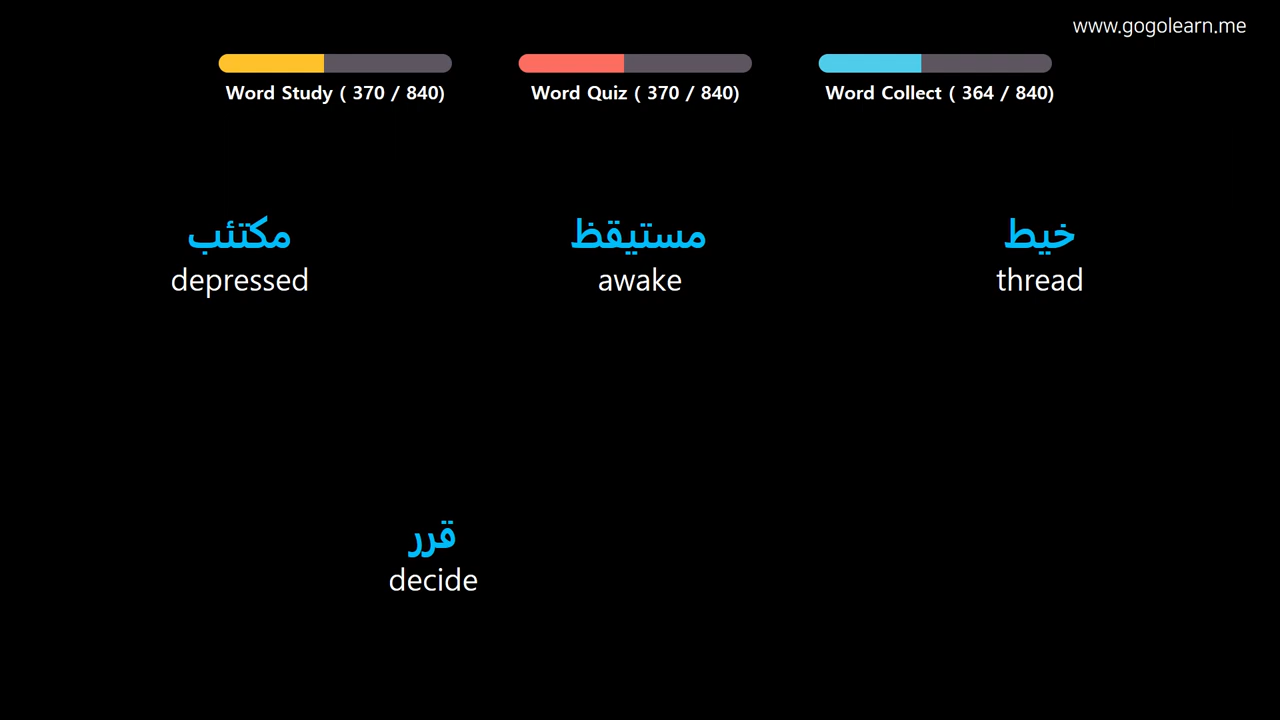 www.gogolearn.me
Word Study ( 370 / 840)
Word Quiz ( 370 / 840)
Word Collect ( 364 / 840)
مكتئب
depressed
مستيقظ
awake
خيط
thread
قرر
decide